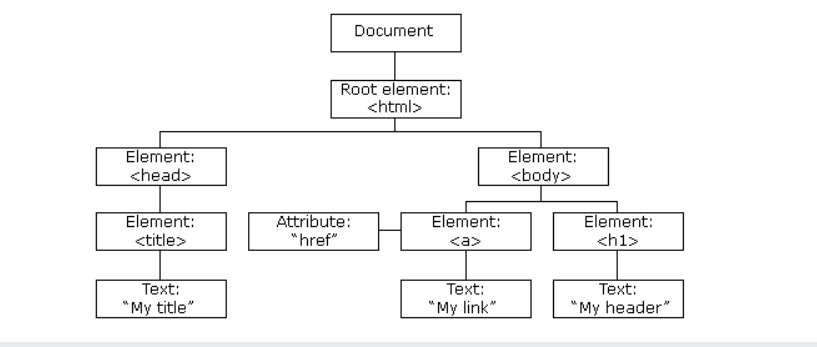 Document
Root element:
<html>
Element:
<head>
Element:
<body>
Element:
<title>
Attribute:
“href”
Element:
<a>
Element:
<h1>
Text:
“My title”
Text:
“My link”
Text:
“My header”